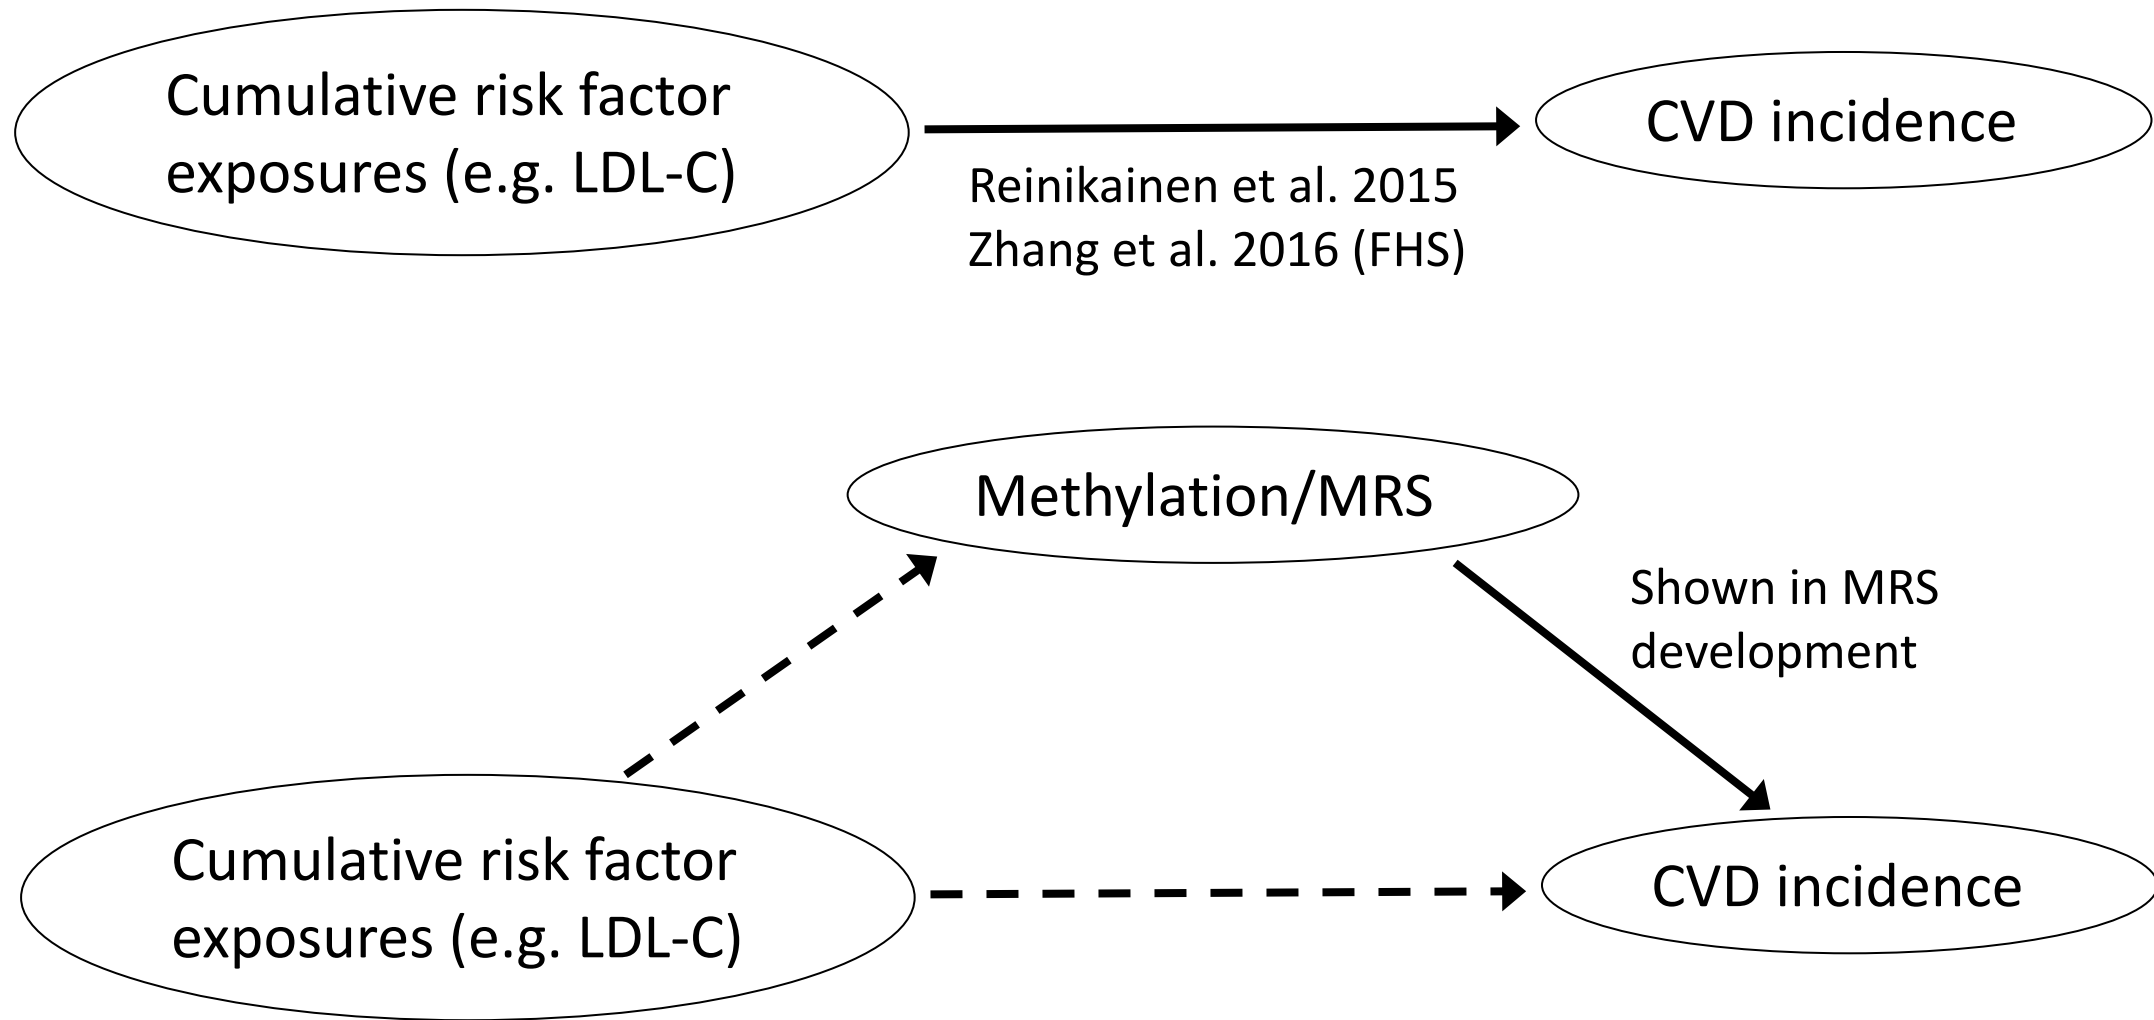 Cumulative risk factor
exposures (e.g. LDL-C)
CVD incidence
Reinikainen et al. 2015
Zhang et al. 2016 (FHS)
Methylation/MRS
Shown in MRS
development
Cumulative risk factor
exposures (e.g. LDL-C)
CVD incidence